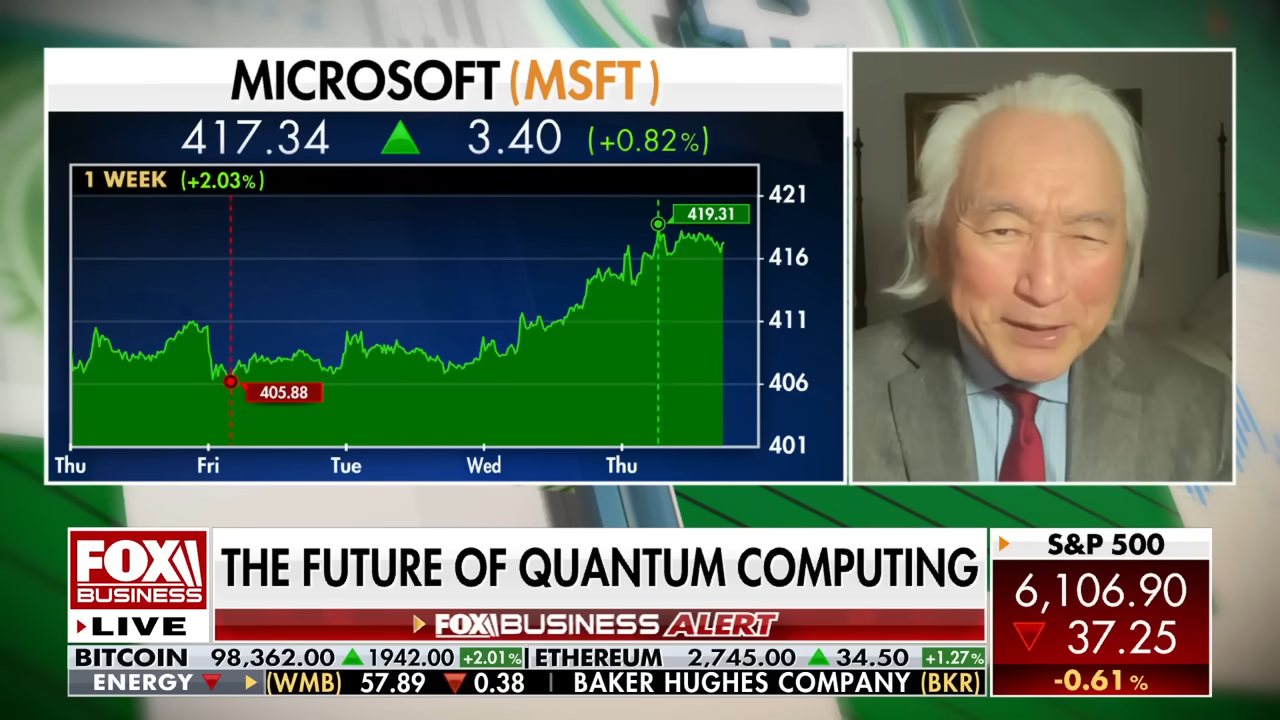 MICROSOFT (MSFT)
417.34 ▲ 3.40 (+0.82%)
1 WEEK (+2.03%)
421
419.31
416
411
406
405.88
401
Thu Fri Tue Wed Thu
FOX BUSINESS
LIVE
THE FUTURE OF QUANTUM COMPUTING
FOX BUSINESS ALERT
S&P 500
6,106.90
▼ 37.25
-0.61%
BITCOIN 98,362.00 ▲ 1942.00 +2.01% | ETHEREUM 2,745.00 ▲ 34.50 +1.27%
ENERGY ▼ (WMB) 57.89 ▼ 0.38 | BAKER HUGHES COMPANY (BKR)